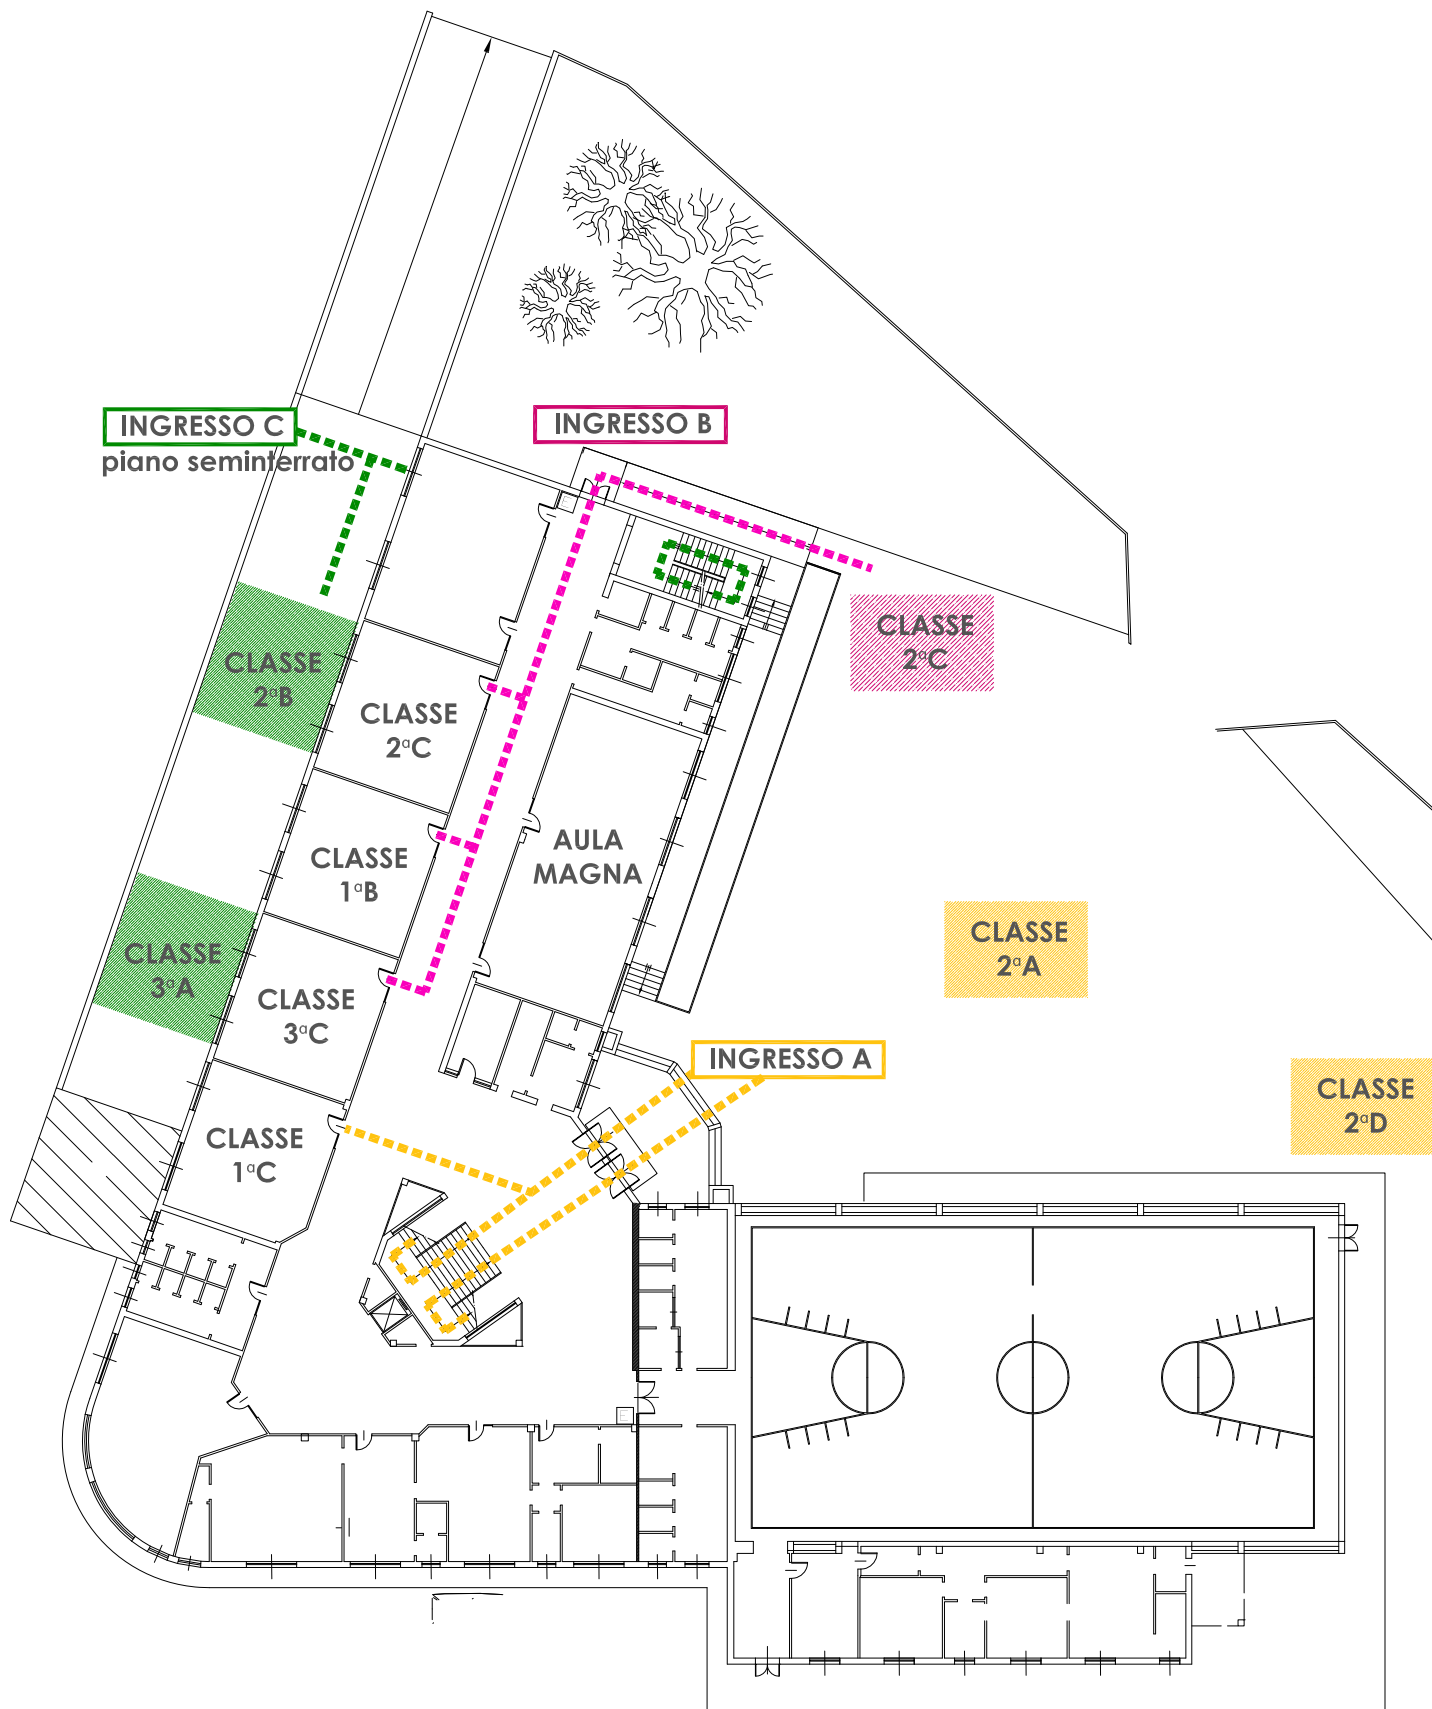 INGRESSO C
piano seminterrato
INGRESSO B
E
CLASSE
2ªB
CLASSE
2ªC
CLASSE
2ªC
CLASSE
1ªB
AULA
MAGNA
CLASSE
3ªA
CLASSE
3ªC
CLASSE
2ªA
INGRESSO A
CLASSE
2ªD
CLASSE
1ªC
E